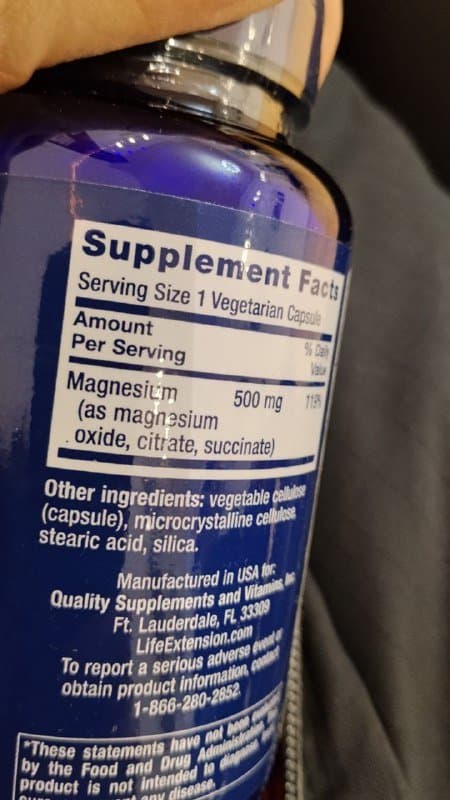 Supplement Facts
Serving Size 1 Vegetarian Capsule
Amount
Per Serving
% Daily
Value
Magnesium 500 mg 119%
(as magnesium
oxide, citrate, succinate)
Other ingredients: vegetable cellulose
(capsule), microcrystalline cellulose,
stearic acid, silica.
Manufactured in USA for:
Quality Supplements and Vitamins, Inc.
Ft. Lauderdale, FL 33309
LifeExtension.com
To report a serious adverse event or
obtain product information, contact
1-866-280-2852.
*These statements have not been
by the Food and Drug
product is not intended to diagnose,
any disease.